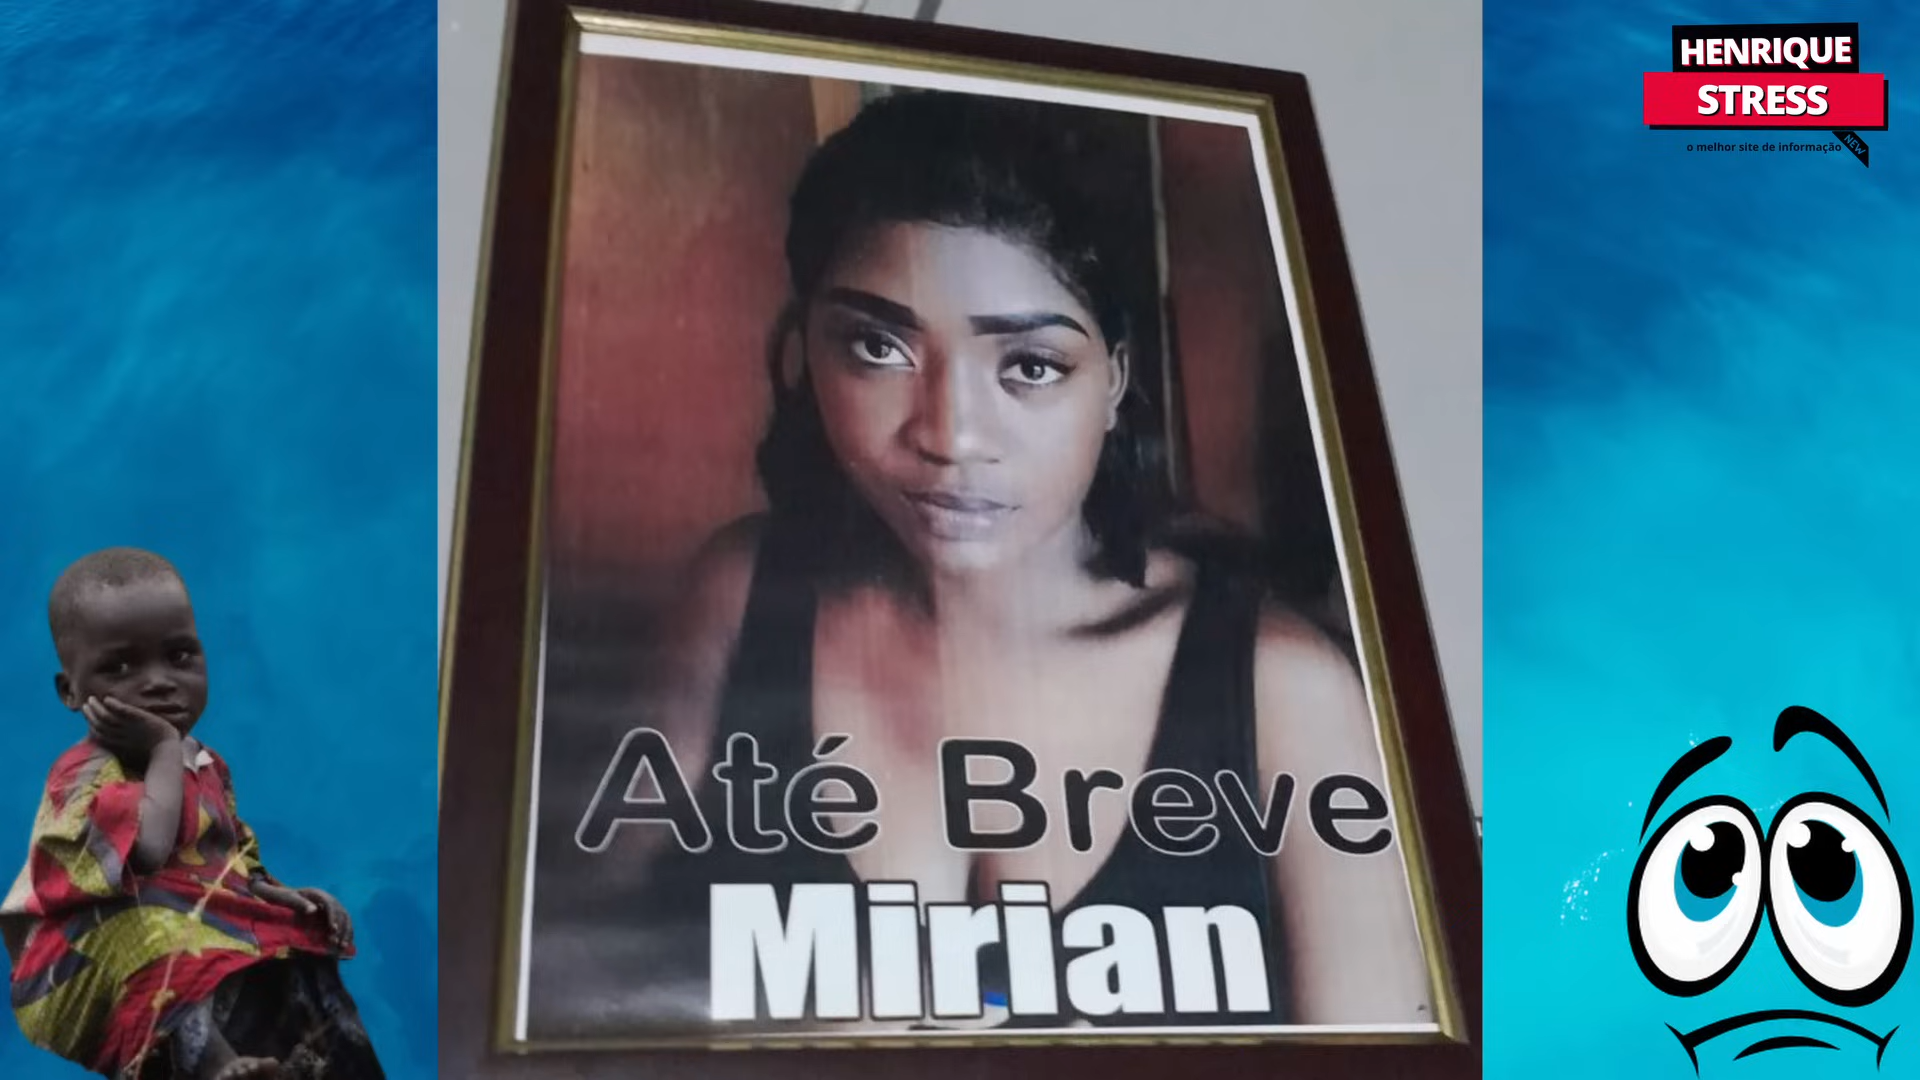 HENRIQUE
STRESS
o melhor site de informação
NEW
Até Breve
Mirian